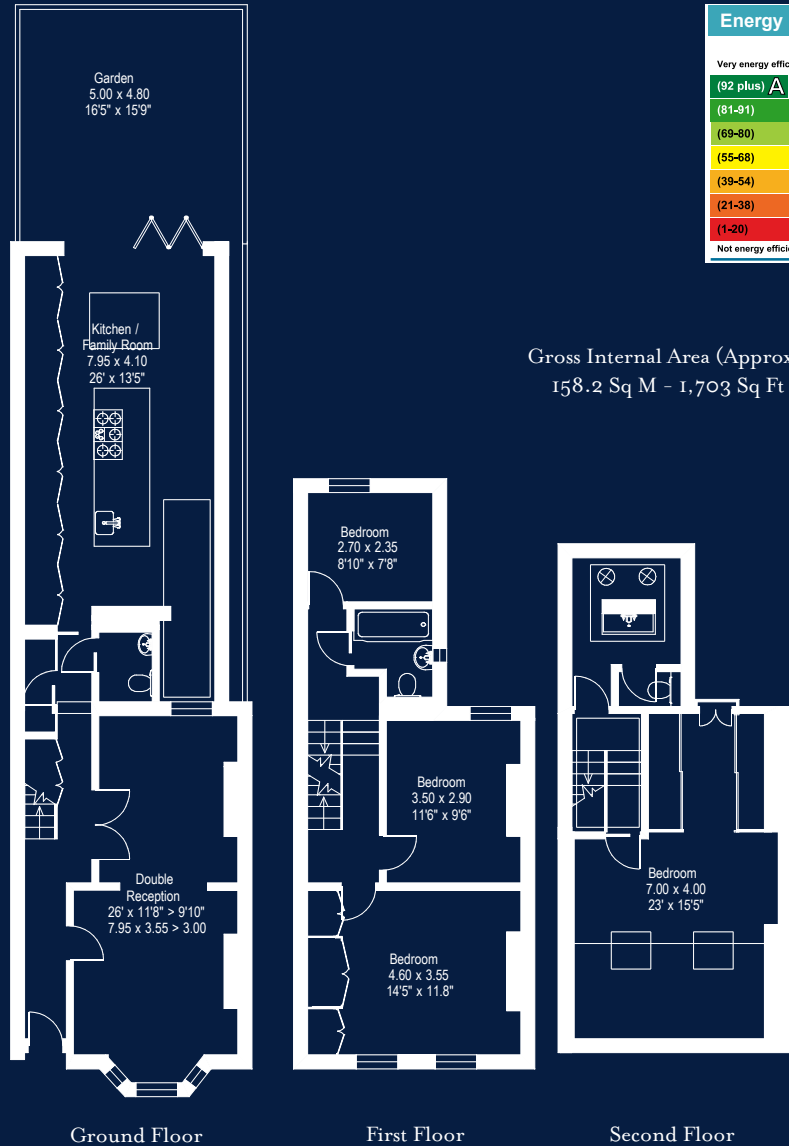 Garden
5.00 x 4.80
16'5" x 15'9"
Energy
Very energy effic
(92 plus) A
(81-91)
(69-80)
(55-68)
(39-54)
(21-38)
(1-20)
Not energy efficie
Kitchen /
Family Room
7.95 x 4.10
26' x 13'5"
Gross Internal Area (Approx
158.2 Sq M - 1,703 Sq Ft
Bedroom
2.70 x 2.35
8'10" x 7'8"
Bedroom
3.50 x 2.90
11'6" x 9'6"
Double
Reception
26' x 11'8" > 9'10"
7.95 x 3.55 > 3.00
Bedroom
4.60 x 3.55
14'5" x 11.8"
Bedroom
7.00 x 4.00
23' x 15'5"
Ground Floor
First Floor
Second Floor